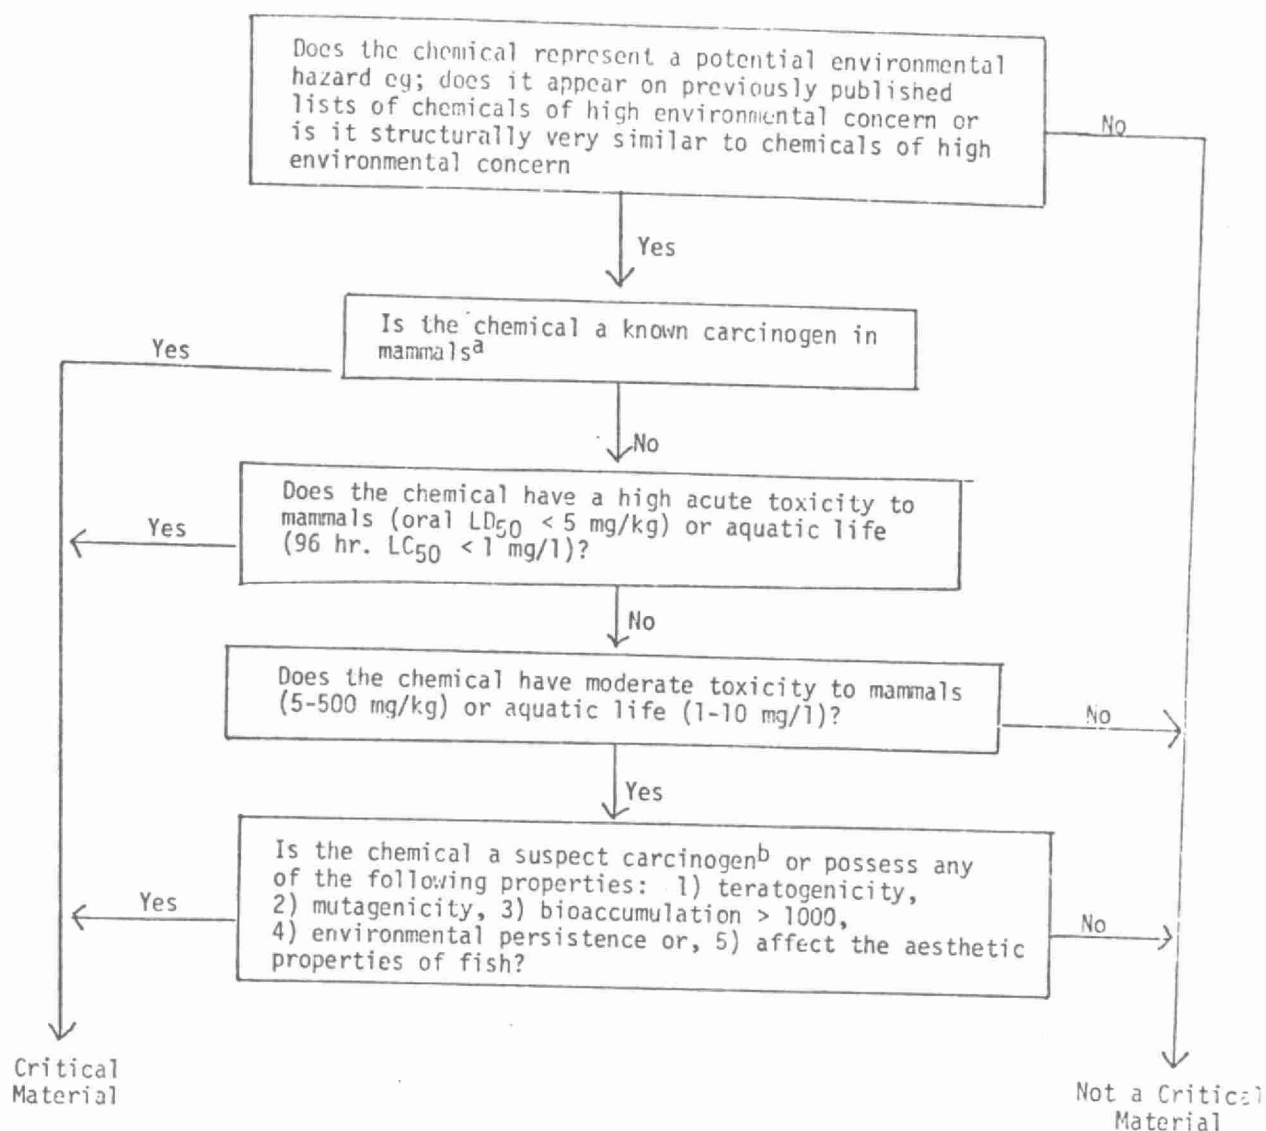 Does the chemical represent a potential environmental
hazard eg; does it appear on previously published
lists of chemicals of high environmental concern or
is it structurally very similar to chemicals of high
environmental concern
No
Yes
Is the chemical a known carcinogen in
mammalsᵃ
Yes
No
Does the chemical have a high acute toxicity to
mammals (oral LD₅₀ < 5 mg/kg) or aquatic life
(96 hr. LC₅₀ < 1 mg/l)?
Yes
No
Does the chemical have moderate toxicity to mammals
(5-500 mg/kg) or aquatic life (1-10 mg/l)?
No
Yes
Is the chemical a suspect carcinogenᵇ or possess any
of the following properties: 1) teratogenicity,
2) mutagenicity, 3) bioaccumulation > 1000,
4) environmental persistence or, 5) affect the aesthetic
properties of fish?
Yes
No
Critical
Material
Not a Critical
Material